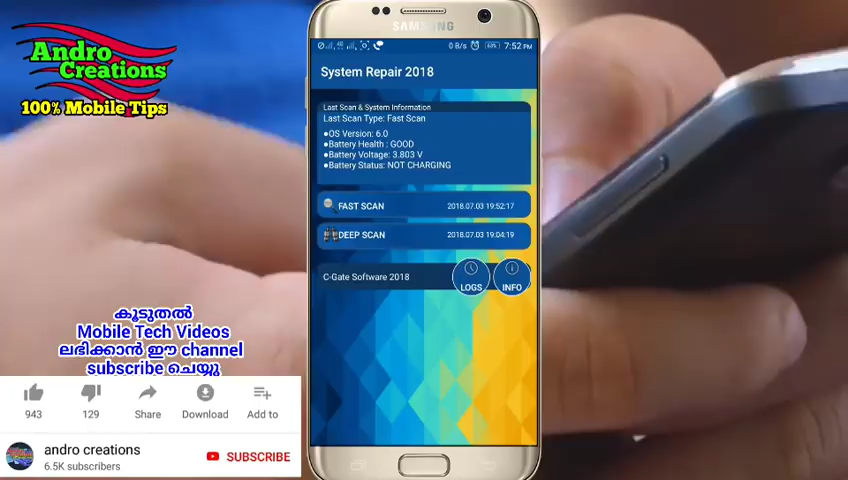 Andro
Creations
100% Mobile Tips
SAMSUNG
0 B/s 60% 7:52 PM
System Repair 2018
Last Scan & System Information
Last Scan Type: Fast Scan
●OS Version: 6.0
●Battery Health : GOOD
●Battery Voltage: 3.803 V
●Battery Status: NOT CHARGING
FAST SCAN 2018.07.03 19:52:17
DEEP SCAN 2018.07.03 19:04:19
C-Gate Software 2018
LOGS INFO
കൂടുതൽ
Mobile Tech Videos
ലഭിക്കാൻ ഈ channel
subscribe ചെയ്യു
943 129 Share Download Add to
andro creations
6.5K subscribers
SUBSCRIBE